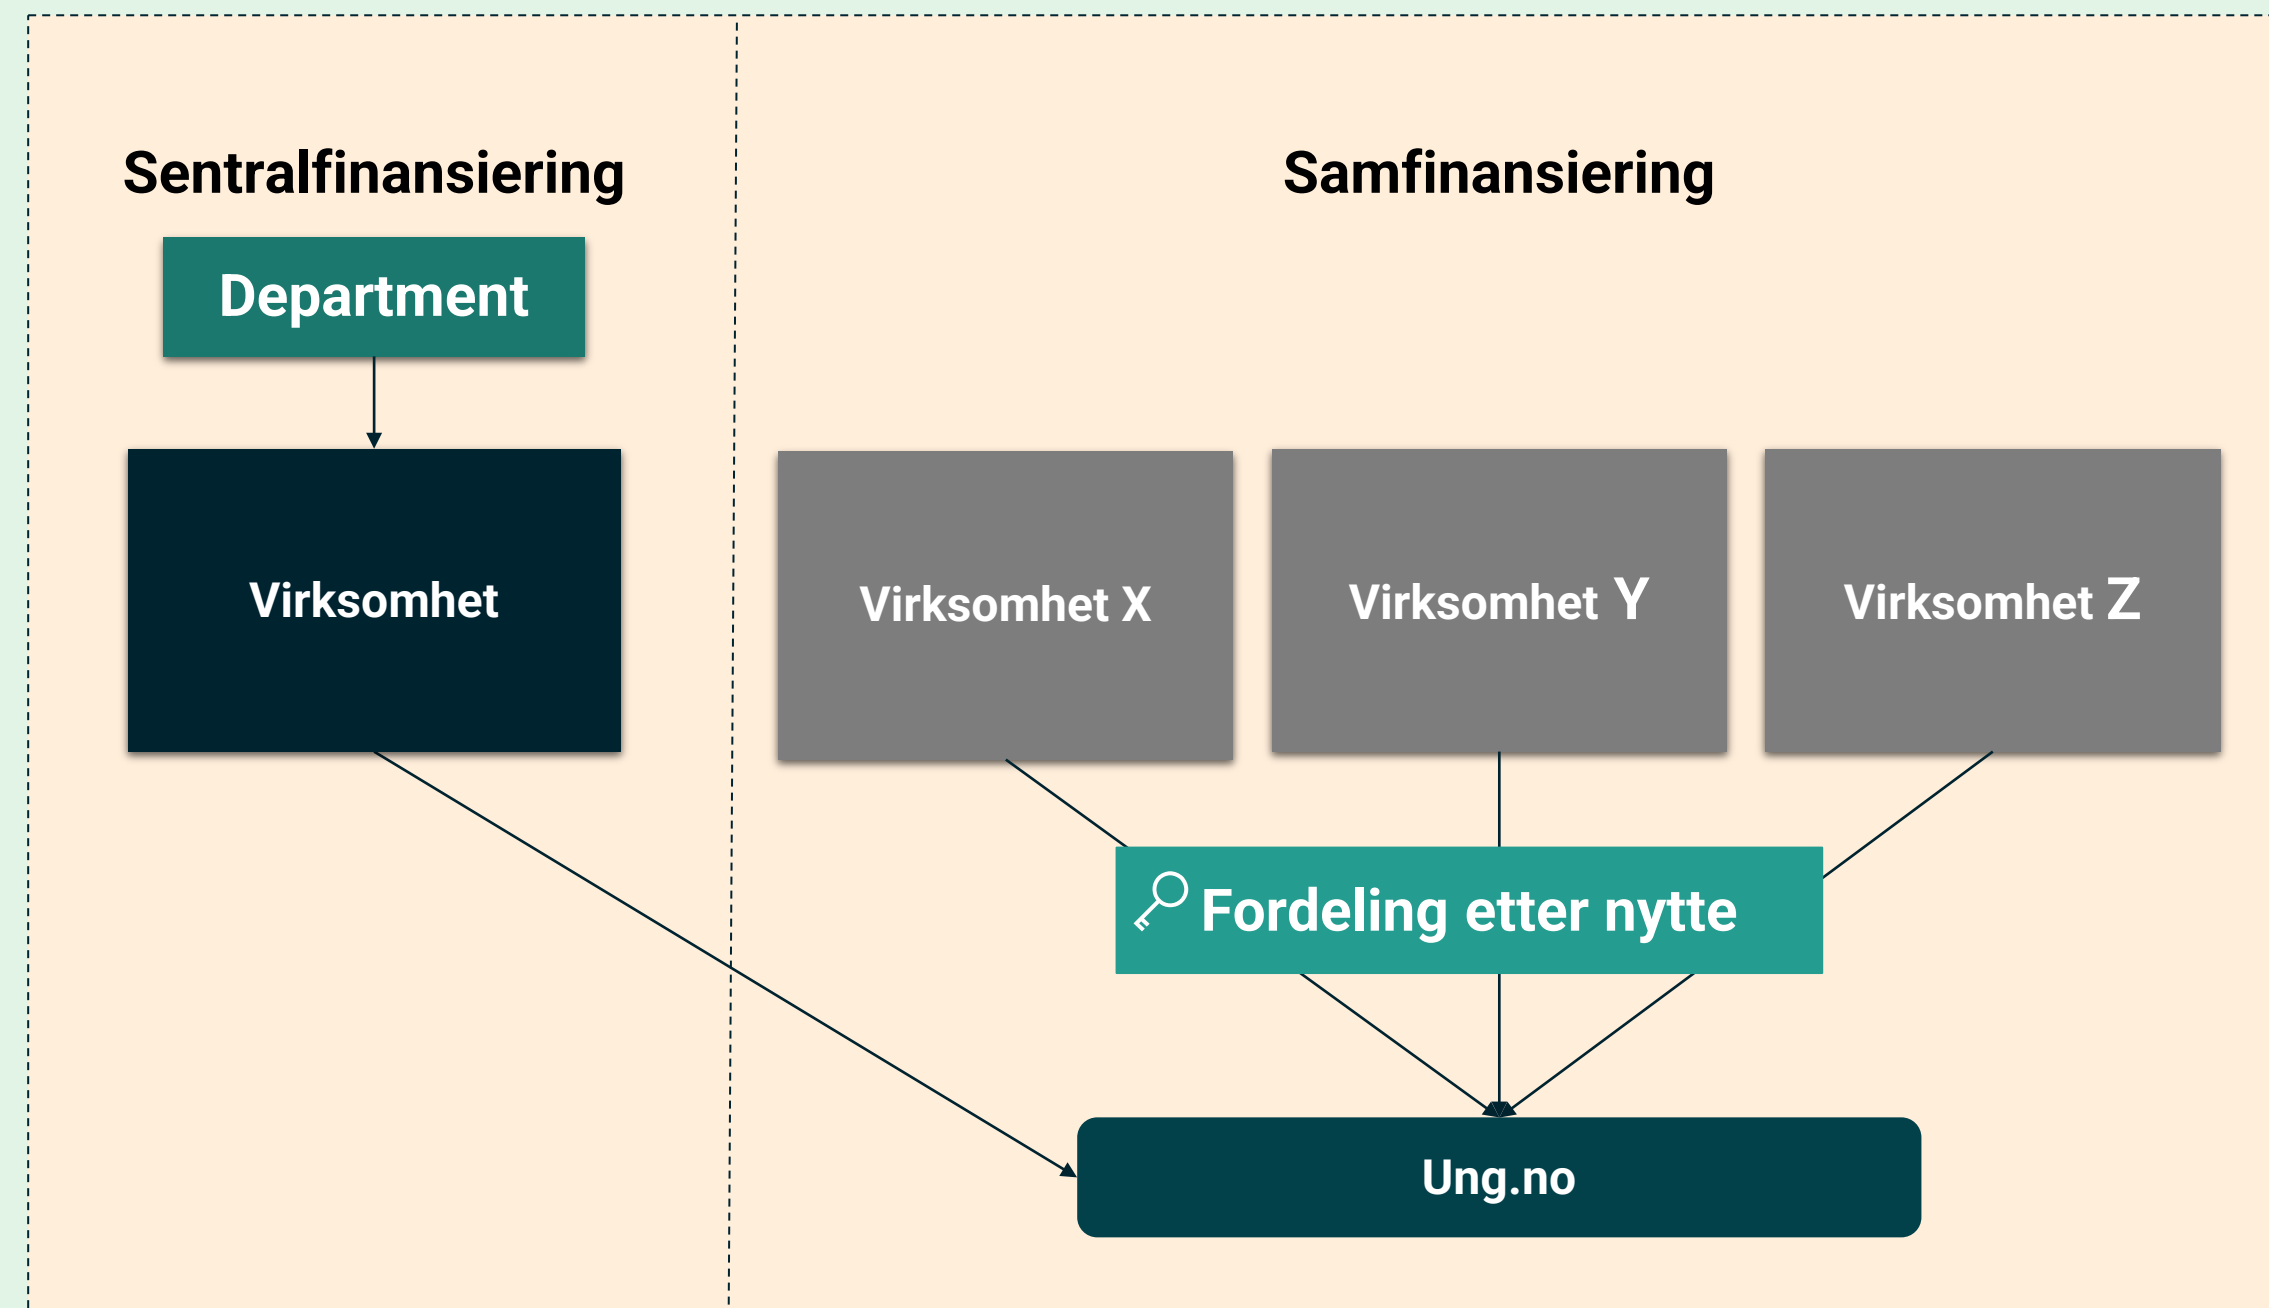 Sentralfinansiering
Department
Virksomhet
Samfinansiering
Virksomhet X
Virksomhet Y
Virksomhet Z
Fordeling etter nytte
Ung.no